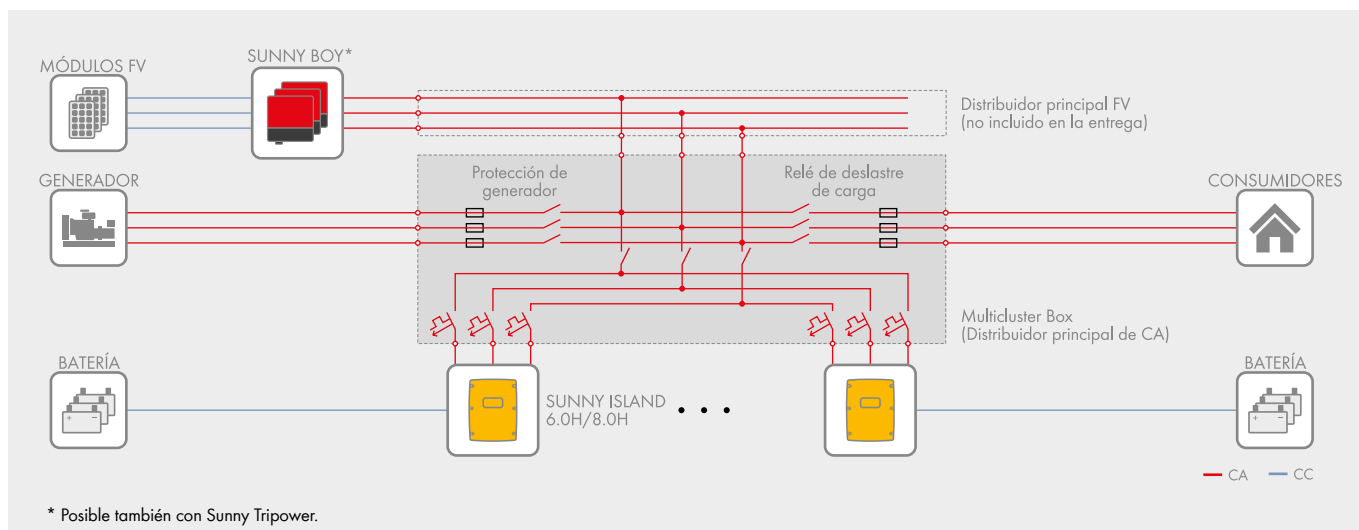 MÓDULOS FV
SUNNY BOY*
Distribuidor principal FV
(no incluido en la entrega)
GENERADOR
Protección de
generador
Relé de deslastre
de carga
CONSUMIDORES
Multicluster Box
(Distribuidor principal de CA)
BATERÍA
SUNNY ISLAND
6.0H/8.0H
BATERÍA
CA
CC
* Posible también con Sunny Tripower.